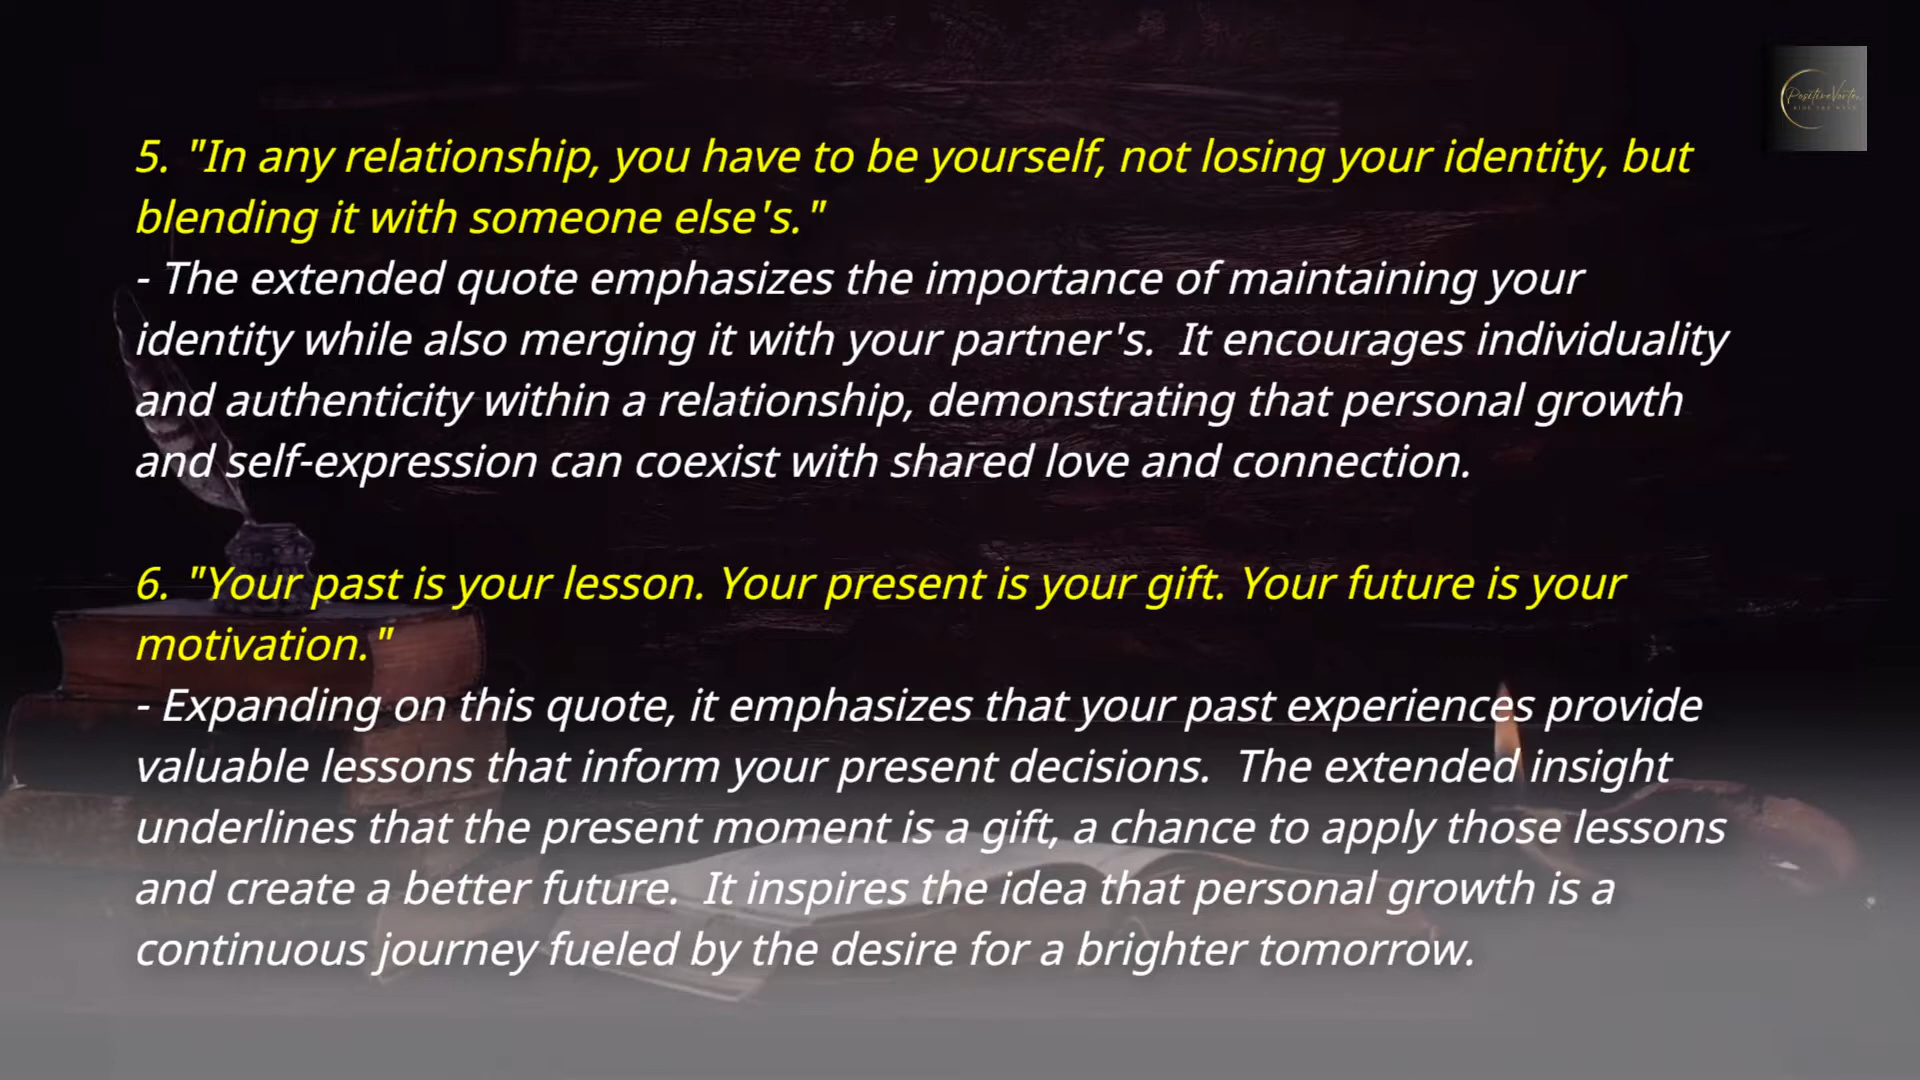 PositiveVortex
5. "In any relationship, you have to be yourself, not losing your identity, but
blending it with someone else's."
- The extended quote emphasizes the importance of maintaining your
identity while also merging it with your partner's.  It encourages individuality
and authenticity within a relationship, demonstrating that personal growth
and self-expression can coexist with shared love and connection.
6. "Your past is your lesson. Your present is your gift. Your future is your
motivation."
- Expanding on this quote, it emphasizes that your past experiences provide
valuable lessons that inform your present decisions.  The extended insight
underlines that the present moment is a gift, a chance to apply those lessons
and create a better future.  It inspires the idea that personal growth is a
continuous journey fueled by the desire for a brighter tomorrow.